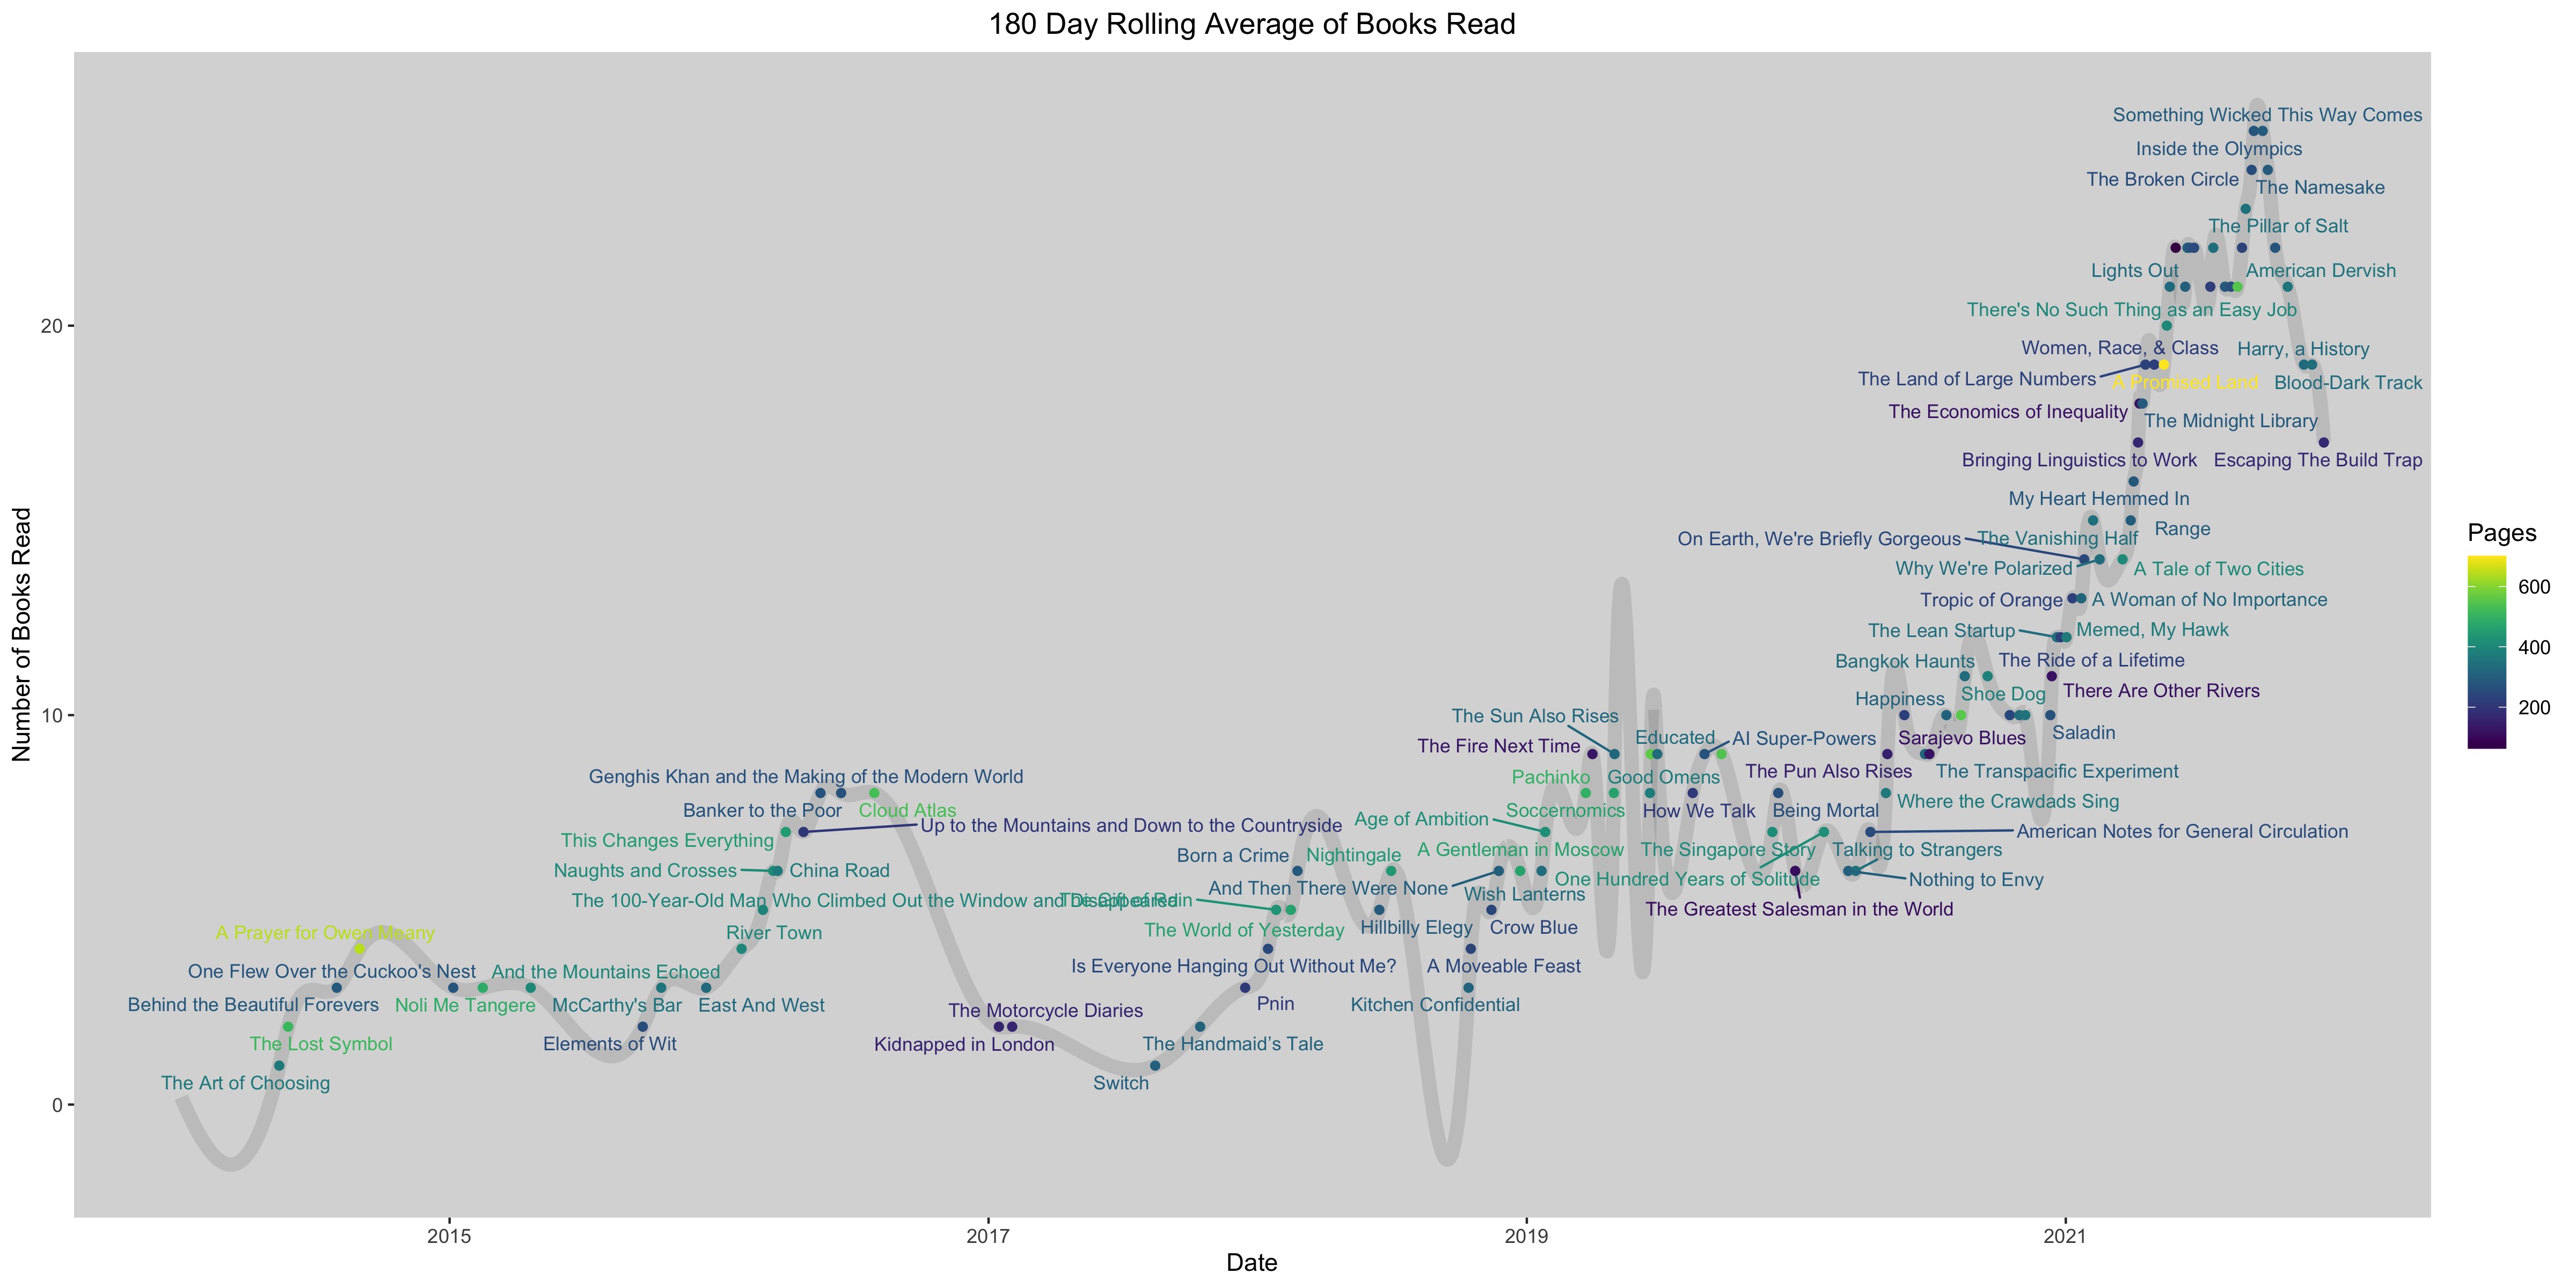 180 Day Rolling Average of Books Read
Number of Books Read
20
10
0
Something Wicked This Way Comes
Inside the Olympics
The Broken Circle
The Namesake
The Pillar of Salt
Lights Out
American Dervish
There's No Such Thing as an Easy Job
Women, Race, & Class
Harry, a History
The Land of Large Numbers
A Promised Land
Blood-Dark Track
The Economics of Inequality
The Midnight Library
Bringing Linguistics to Work
Escaping The Build Trap
My Heart Hemmed In
Range
On Earth, We're Briefly Gorgeous
The Vanishing Half
Why We're Polarized
A Tale of Two Cities
Tropic of Orange
A Woman of No Importance
The Lean Startup
Memed, My Hawk
Bangkok Haunts
The Ride of a Lifetime
Happiness
Shoe Dog
There Are Other Rivers
The Sun Also Rises
Saladin
The Fire Next Time
Educated
AI Super-Powers
Sarajevo Blues
Pachinko
Good Omens
The Pun Also Rises
The Transpacific Experiment
Genghis Khan and the Making of the Modern World
Banker to the Poor
Cloud Atlas
Soccernomics
How We Talk
Being Mortal
Where the Crawdads Sing
Up to the Mountains and Down to the Countryside
Age of Ambition
American Notes for General Circulation
This Changes Everything
Born a Crime
Nightingale
A Gentleman in Moscow
The Singapore Story
Talking to Strangers
Naughts and Crosses
China Road
And Then There Were None
Wish Lanterns
One Hundred Years of Solitude
Nothing to Envy
The 100-Year-Old Man Who Climbed Out the Window and Disappeared
The Gift of Rain
The Greatest Salesman in the World
A Prayer for Owen Meany
River Town
The World of Yesterday
Hillbilly Elegy
Crow Blue
One Flew Over the Cuckoo's Nest
And the Mountains Echoed
Is Everyone Hanging Out Without Me?
A Moveable Feast
Behind the Beautiful Forevers
Noli Me Tangere
McCarthy's Bar
East And West
The Motorcycle Diaries
Pnin
Kitchen Confidential
The Lost Symbol
Elements of Wit
Kidnapped in London
The Handmaid’s Tale
The Art of Choosing
Switch
2015
2017
2019
2021
Date
Pages
600
400
200